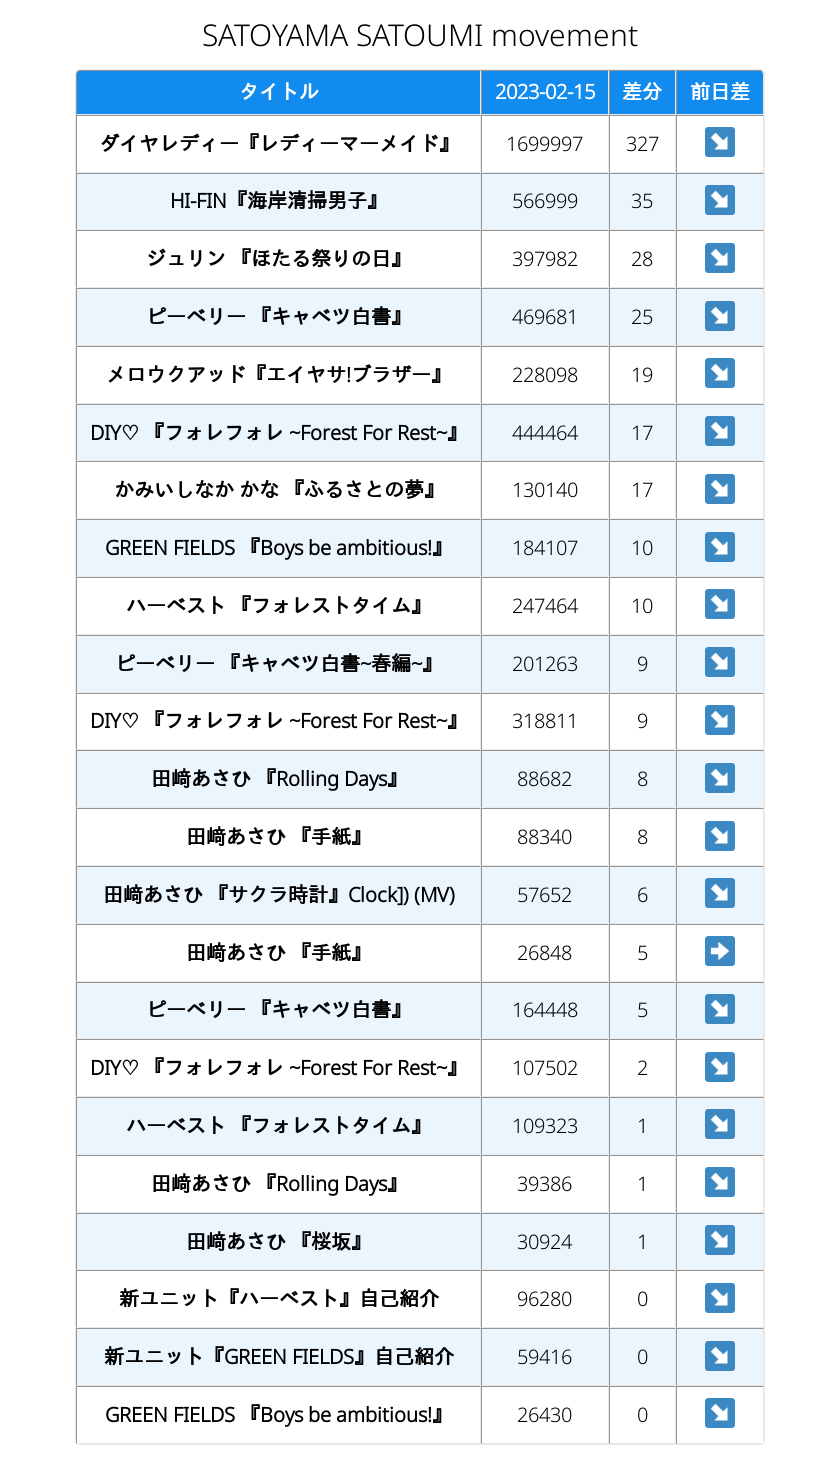 SATOYAMA SATOUMI movement
タイトル 2023-02-15 差分 前日差
ダイヤレディー『レディーマーメイド』 1699997 327 ↘
HI-FIN『海岸清掃男子』 566999 35 ↘
ジュリン 『ほたる祭りの日』 397982 28 ↘
ピーベリー 『キャベツ白書』 469681 25 ↘
メロウクアッド『エイヤサ!ブラザー』 228098 19 ↘
DIY♡ 『フォレフォレ ~Forest For Rest~』 444464 17 ↘
かみいしなか かな 『ふるさとの夢』 130140 17 ↘
GREEN FIELDS 『Boys be ambitious!』 184107 10 ↘
ハーベスト 『フォレストタイム』 247464 10 ↘
ピーベリー 『キャベツ白書~春編~』 201263 9 ↘
DIY♡ 『フォレフォレ ~Forest For Rest~』 318811 9 ↘
田﨑あさひ 『Rolling Days』 88682 8 ↘
田﨑あさひ 『手紙』 88340 8 ↘
田﨑あさひ 『サクラ時計』Clock]) (MV) 57652 6 ↘
田﨑あさひ 『手紙』 26848 5 ➡
ピーベリー 『キャベツ白書』 164448 5 ↘
DIY♡ 『フォレフォレ ~Forest For Rest~』 107502 2 ↘
ハーベスト 『フォレストタイム』 109323 1 ↘
田﨑あさひ 『Rolling Days』 39386 1 ↘
田﨑あさひ 『桜坂』 30924 1 ↘
新ユニット『ハーベスト』自己紹介 96280 0 ↘
新ユニット『GREEN FIELDS』自己紹介 59416 0 ↘
GREEN FIELDS 『Boys be ambitious!』 26430 0 ↘